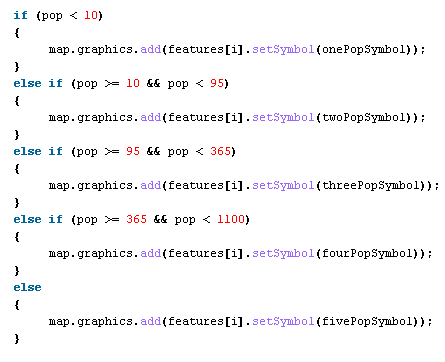 if (pop < 10)
{
     map.graphics.add(features[i].setSymbol(onePopSymbol));
}
else if (pop >= 10 && pop < 95)
{
     map.graphics.add(features[i].setSymbol(twoPopSymbol));
}
else if (pop >= 95 && pop < 365)
{
     map.graphics.add(features[i].setSymbol(threePopSymbol));
}
else if (pop >= 365 && pop < 1100)
{
     map.graphics.add(features[i].setSymbol(fourPopSymbol));
}
else
{
     map.graphics.add(features[i].setSymbol(fivePopSymbol));
}